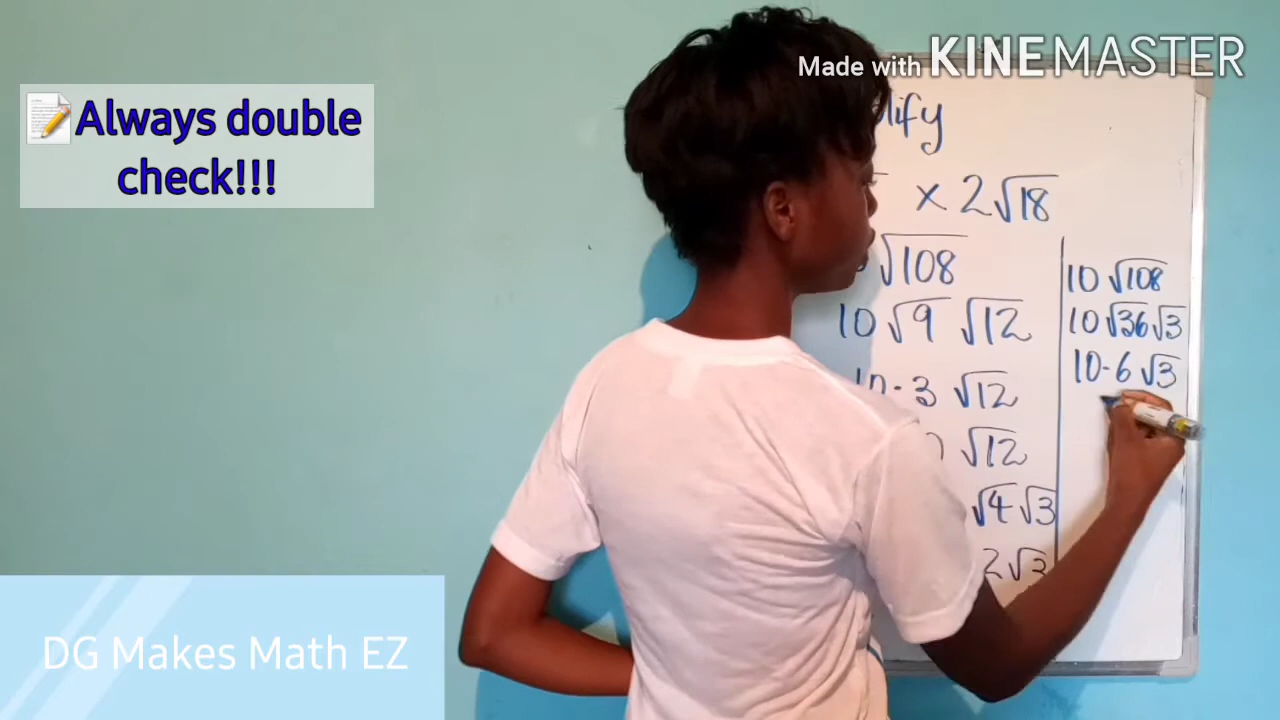 Made with KINEMASTER
📝Always double
check!!!
lify
x 2√18
√108
10 √9 √12
10 · 3 √12
√12
√4 √3
2√3
10 √108
10 √36 √3
10 · 6 √3
DG Makes Math EZ